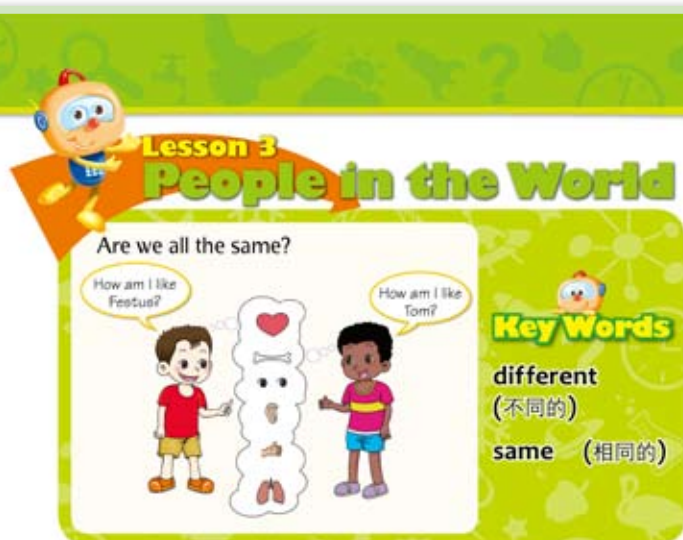 Lesson 3
People in the World
Are we all the same?
How am I like
Festus?
How am I like
Tom?
Key Words
different
(不同的)
same (相同的)